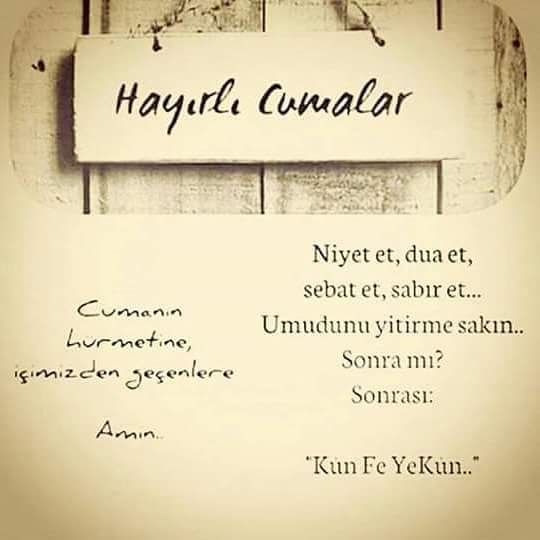 Hayırlı Cumalar
Cumanın
hürmetine,
içimizden geçenlere
Amin..
Niyet et, dua et,
sebat et, sabır et...
Umudunu yitirme sakın..
Sonra mı?
Sonrası:
"Kün Fe YeKün.."